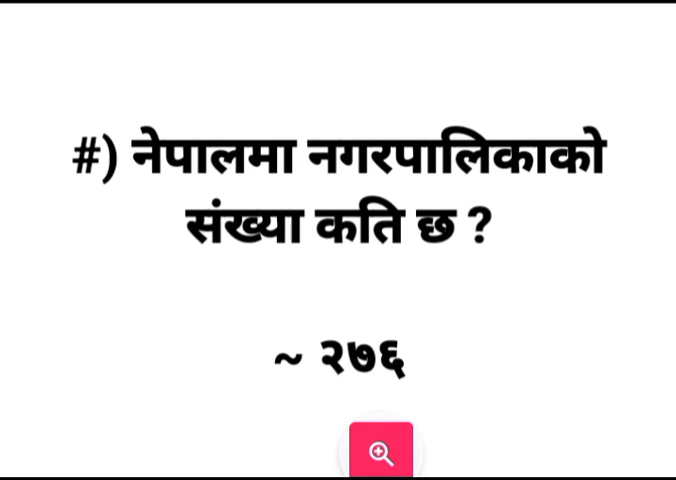 #) नेपालमा नगरपालिकाको
संख्या कति छ ?
~ २७६